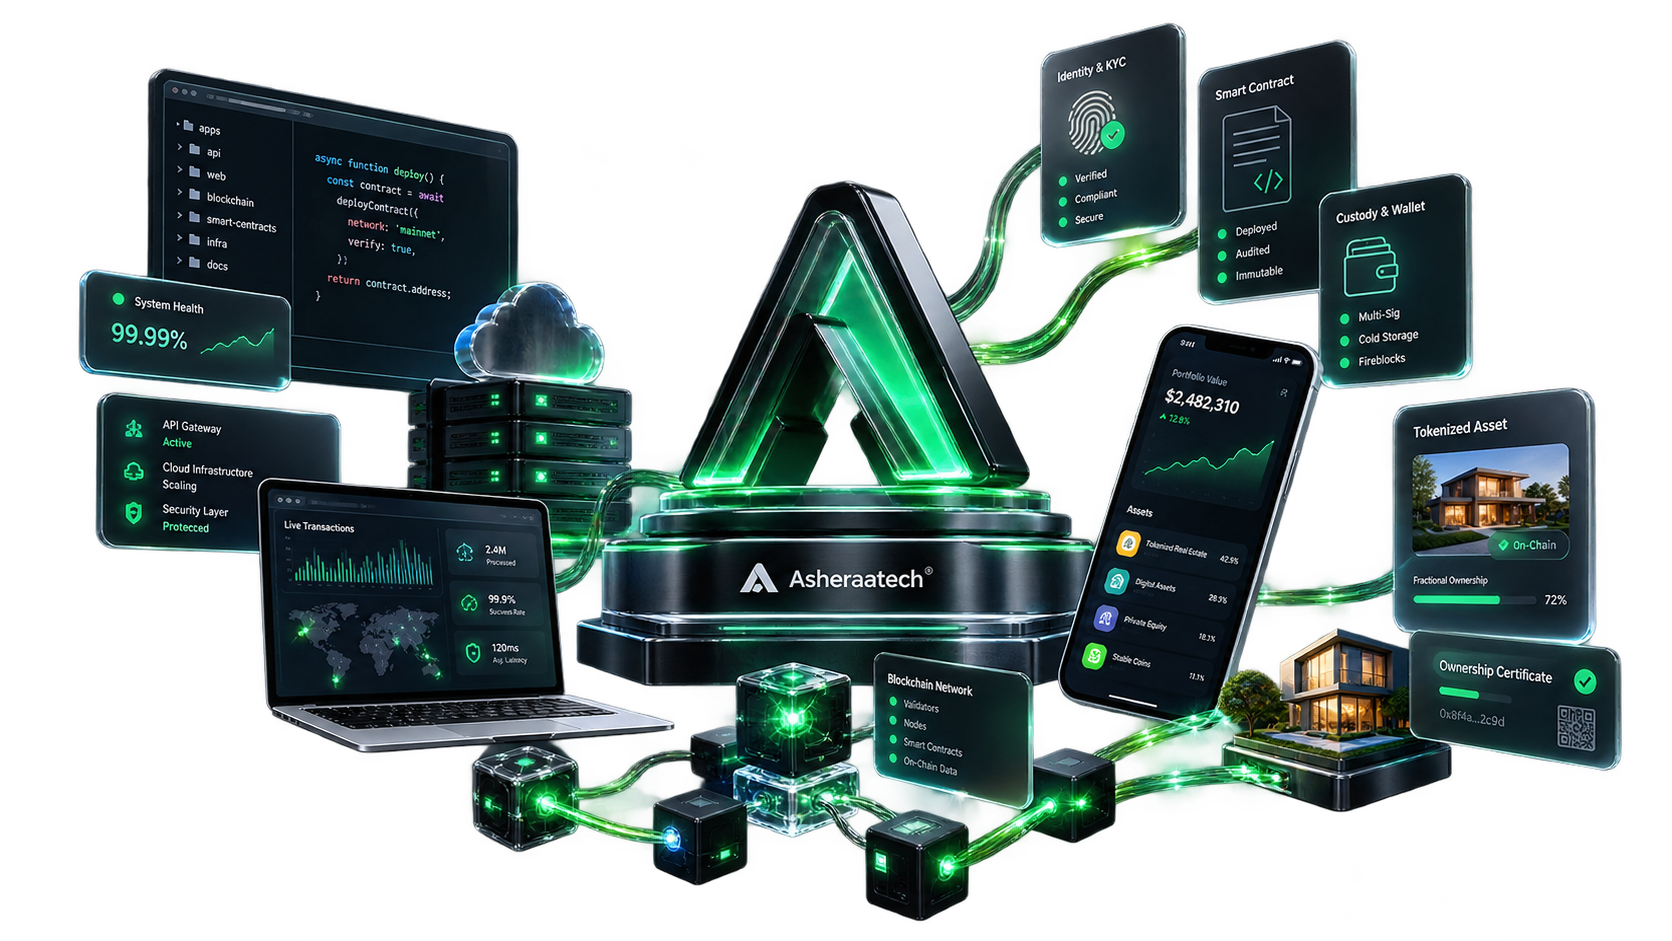 apps
api
web
blockchain
smart-contracts
infra
docs
async function deploy() {
const contract = await
deployContract({
network: 'mainnet',
verify: true,
});
return contract.address;
}
System Health
99.99%
API Gateway
Active
Cloud Infrastructore
Scaling
Security Layer
Protecced
Live Transactions
2.4M
Processed
99.9%
Success Rate
120ms
Avg. Latency
Asheraatech®
Blockchain Network
Validators
Nodes
Smart Contracts
On-Chain Data
Identity & KYC
Verified
Compliant
Secure
Smart Contract
</>
Deployed
Audited
Immutable
Custody & Wallet
Multi-Sig
Cold Storage
Fireblocks
Portfolio Value
$2,482,310
Assets
Tokenized Real Estate
42.9%
Digital Assets
28.3%
Private Equity
18.1%
Stable Coins
11.1%
Tokenized Asset
On-Chain
Fractional Ownership
72%
Ownership Certificate
0x8f4a...2c9d